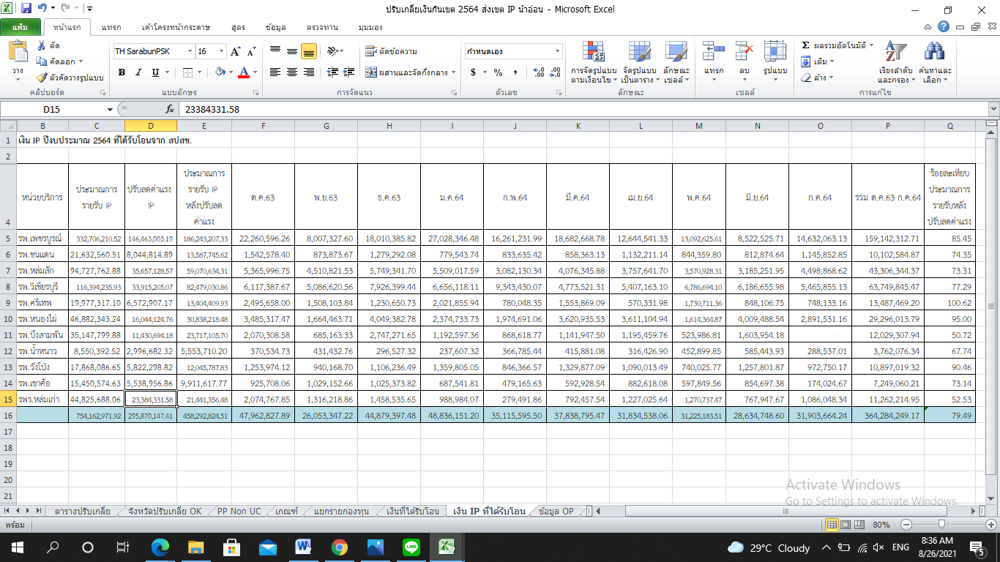 ปรับเกลี่ยเงินกันเขต 2564 ส่งเขต IP น้าอ่อน - Microsoft Excel
แฟ้ม หน้าแรก แทรก เค้าโครงหน้ากระดาษ สูตร ข้อมูล ตรวจทาน มุมมอง
วาง ตัด คัดลอก ตัวคัดวางรูปแบบ คลิปบอร์ด
TH SarabunPSK 16 B I U A แบบอักษร
ตัดข้อความ ผสานและจัดกึ่งกลาง การจัดแนว
กำหนดเอง $ % , ตัวเลข
การจัดรูปแบบตามเงื่อนไข จัดรูปแบบเป็นตาราง ลักษณะเซลล์ ลักษณะ
แทรก ลบ รูปแบบ เซลล์
Σ ผลรวมอัตโนมัติ เติม ล้าง เรียงลำดับและกรอง ค้นหาและเลือก การแก้ไข
D15 fx 23384331.58
B C D E F G H I J K L M N O P Q
1 เงิน IP ปีงบประมาณ 2564 ที่ได้รับโอนจาก สปสช.
2
4 หน่วยบริการ ประมาณการรายรับ IP ปรับลดค่าแรง IP ประมาณการรายรับ IP หลังปรับลดค่าแรง ต.ค.63 พ.ย.63 ธ.ค.63 ม.ค.64 ก.พ.64 มี.ค.64 เม.ย.64 พ.ค.64 มิ.ย.64 ก.ค.64 รวม ต.ค.63-ก.ค.64 ร้อยละเทียบประมาณการรายรับหลังปรับลดค่าแรง
5 รพ.เพชรบูรณ์ 332,706,210.52 146,463,003.19 186,243,207.33 22,260,596.26 8,007,327.60 18,010,385.82 27,028,346.48 16,261,231.99 18,682,668.78 12,644,541.33 13,092,625.61 8,522,525.71 14,632,063.13 159,142,312.71 85.45
6 รพ.ชนแดน 21,632,560.51 8,044,814.89 13,587,745.62 1,542,578.40 873,873.67 1,279,292.08 779,543.74 833,635.42 858,363.13 1,132,211.14 844,359.80 812,874.64 1,145,852.85 10,102,584.87 74.35
7 รพ.หล่มสัก 94,727,762.88 35,657,128.57 59,070,634.31 5,365,996.75 4,510,821.53 5,749,341.70 5,509,017.59 3,082,130.34 4,076,345.88 3,757,641.70 3,570,928.31 3,185,251.95 4,498,868.62 43,306,344.37 73.31
8 รพ.วิเชียรบุรี 116,394,235.93 33,915,205.07 82,479,030.86 6,117,387.67 5,086,620.56 7,926,399.44 6,656,118.11 9,343,430.07 4,773,521.31 5,407,163.10 6,786,694.10 6,186,655.98 5,465,855.13 63,749,845.47 77.29
9 รพ.ศรีเทพ 19,977,317.10 6,572,907.17 13,404,409.93 2,495,658.00 1,508,103.84 1,230,650.73 2,021,855.94 780,048.35 1,553,869.09 570,331.98 1,730,711.36 848,106.75 748,133.16 13,487,469.20 100.62
10 รพ.หนองไผ่ 46,882,343.24 16,044,124.76 30,838,218.48 3,485,317.47 1,664,463.71 4,049,382.78 2,374,733.73 1,974,691.06 3,620,935.53 3,611,104.94 1,614,364.87 4,009,488.54 2,891,531.16 29,296,013.79 95.00
11 รพ.บึงสามพัน 35,147,799.88 11,430,694.18 23,717,105.70 2,070,308.58 685,163.33 2,747,271.65 1,192,597.36 868,618.77 1,141,947.50 1,195,459.76 523,986.81 1,603,954.18 - 12,029,307.94 50.72
12 รพ.น้ำหนาว 8,550,392.52 2,996,682.32 5,553,710.20 370,534.73 431,432.76 296,527.32 237,607.32 366,785.44 415,881.08 316,426.90 452,899.85 585,443.93 288,537.01 3,762,076.34 67.74
13 รพ.วังโป่ง 17,868,086.65 5,822,298.82 12,045,787.83 1,253,974.12 940,168.70 1,106,236.49 1,359,805.05 846,366.57 1,329,877.09 1,090,013.49 740,025.77 1,257,801.87 972,750.17 10,897,019.32 90.46
14 รพ.เขาค้อ 15,450,574.63 5,538,956.86 9,911,617.77 925,708.06 1,029,152.66 1,025,373.82 687,541.81 479,165.63 592,928.54 882,618.08 597,849.56 854,697.38 174,024.67 7,249,060.21 73.14
15 รพร.หล่มเก่า 44,825,688.06 23,384,331.58 21,441,356.48 2,074,767.85 1,316,218.86 1,458,535.65 988,984.07 279,491.86 792,457.54 1,227,025.64 1,270,737.47 767,947.67 1,086,048.34 11,262,214.95 52.53
16 754,162,971.92 295,870,147.41 458,292,824.51 47,962,827.89 26,053,347.22 44,879,397.48 48,836,151.20 35,115,595.50 37,838,795.47 31,834,538.06 31,225,183.51 28,634,748.60 31,903,664.24 364,284,249.17 79.49
17
18
19
20
21
Activate Windows
Go to Settings to activate Windows.
ตารางปรับเกลี่ย จังหวัดปรับเกลี่ย OK PP Non UC เกณฑ์ แยกรายกองทุน เงินที่ได้รับโอน เงิน IP ที่ได้รับโอน ข้อมูล OP
พร้อม 80%
29°C Cloudy ENG 8:36 AM
8/26/2021 5